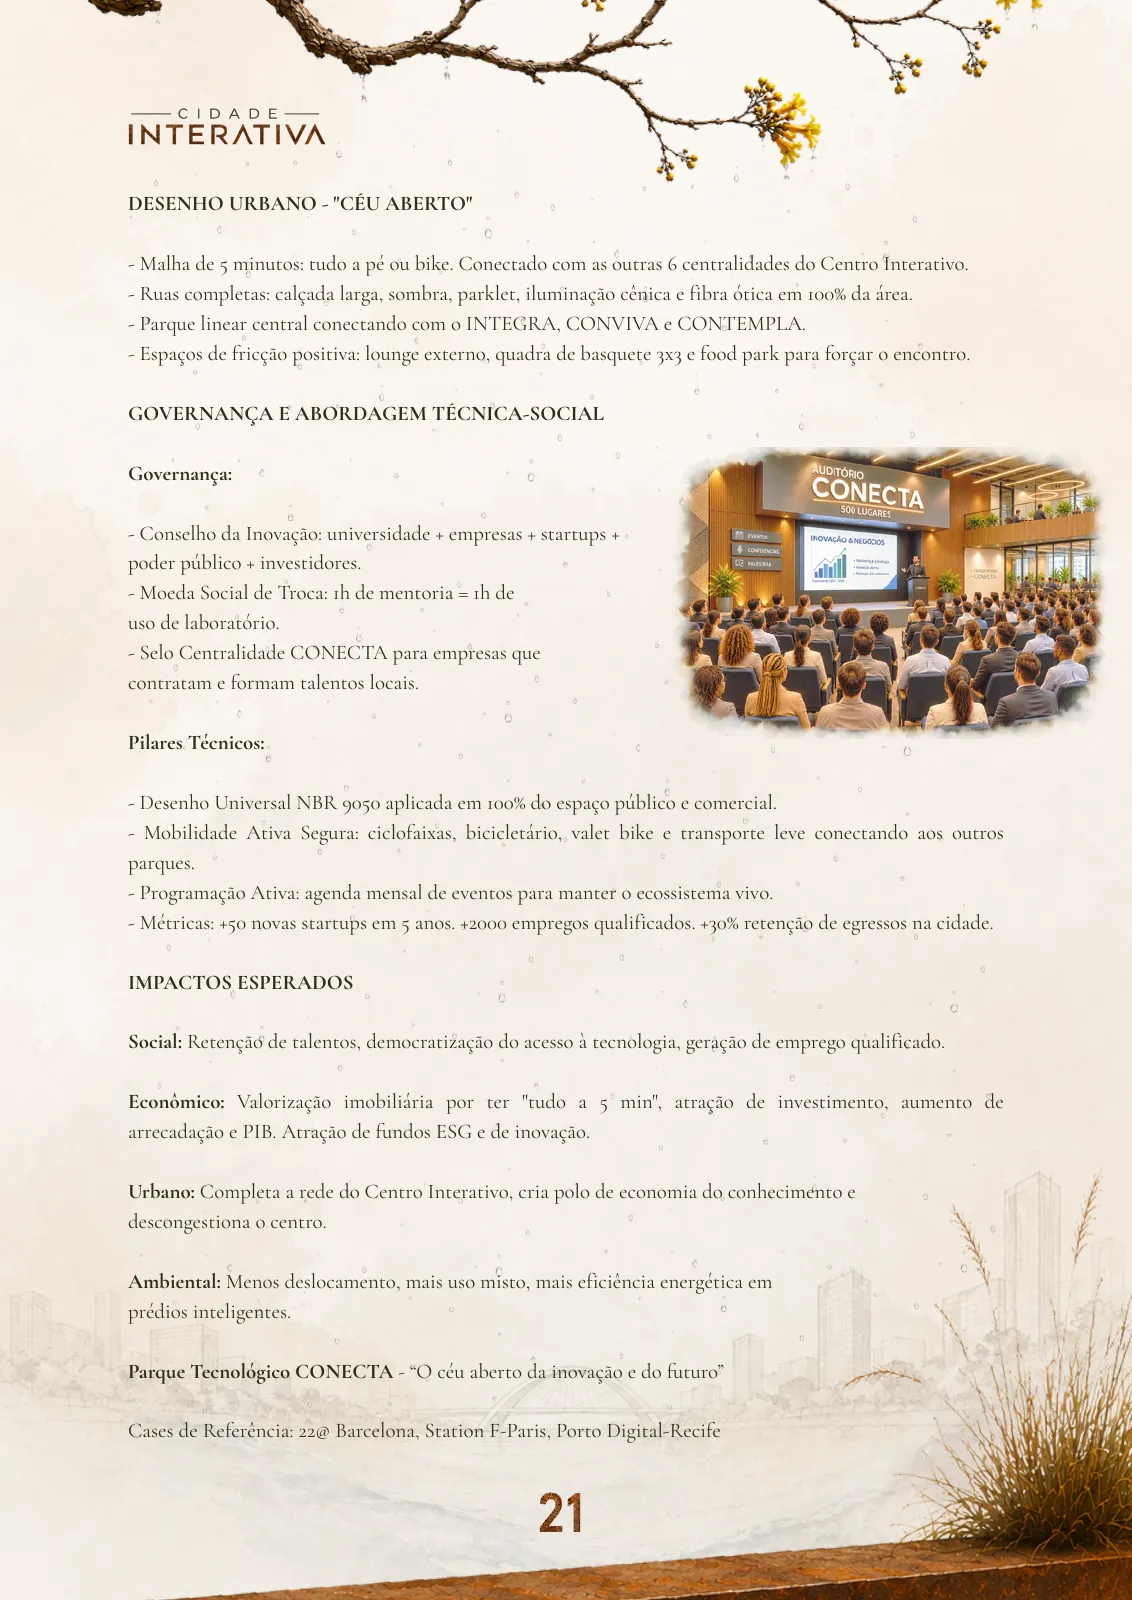 CIDADE
INTERATIVA
DESENHO URBANO - "CÉU ABERTO"
- Malha de 5 minutos: tudo a pé ou bike. Conectado com as outras 6 centralidades do Centro Interativo.
- Ruas completas: calçada larga, sombra, parklet, iluminação cênica e fibra ótica em 100% da área.
- Parque linear central conectando com o INTEGRA, CONVIVA e CONTEMPLA.
- Espaços de fricção positiva: lounge externo, quadra de basquete 3x3 e food park para forçar o encontro.
GOVERNANÇA E ABORDAGEM TÉCNICA-SOCIAL
Governança:
- Conselho da Inovação: universidade + empresas + startups +
poder público + investidores.
- Moeda Social de Troca: 1h de mentoria = 1h de
uso de laboratório.
- Selo Centralidade CONECTA para empresas que
contratam e formam talentos locais.
AUDITÓRIO
CONECTA
500 LUGARES
EVENTOS
CONFERÊNCIAS
PALESTRAS
INOVAÇÃO & NEGÓCIOS
CONECTA
Pilares Técnicos:
- Desenho Universal NBR 9050 aplicada em 100% do espaço público e comercial.
- Mobilidade Ativa Segura: ciclofaixas, bicicletário, valet bike e transporte leve conectando aos outros
parques.
- Programação Ativa: agenda mensal de eventos para manter o ecossistema vivo.
- Métricas: +50 novas startups em 5 anos. +2000 empregos qualificados. +30% retenção de egressos na cidade.
IMPACTOS ESPERADOS
Social: Retenção de talentos, democratização do acesso à tecnologia, geração de emprego qualificado.
Econômico: Valorização imobiliária por ter "tudo a 5 min", atração de investimento, aumento de
arrecadação e PIB. Atração de fundos ESG e de inovação.
Urbano: Completa a rede do Centro Interativo, cria polo de economia do conhecimento e
descongestiona o centro.
Ambiental: Menos deslocamento, mais uso misto, mais eficiência energética em
prédios inteligentes.
Parque Tecnológico CONECTA - “O céu aberto da inovação e do futuro”
Cases de Referência: 22@ Barcelona, Station F-Paris, Porto Digital-Recife
21